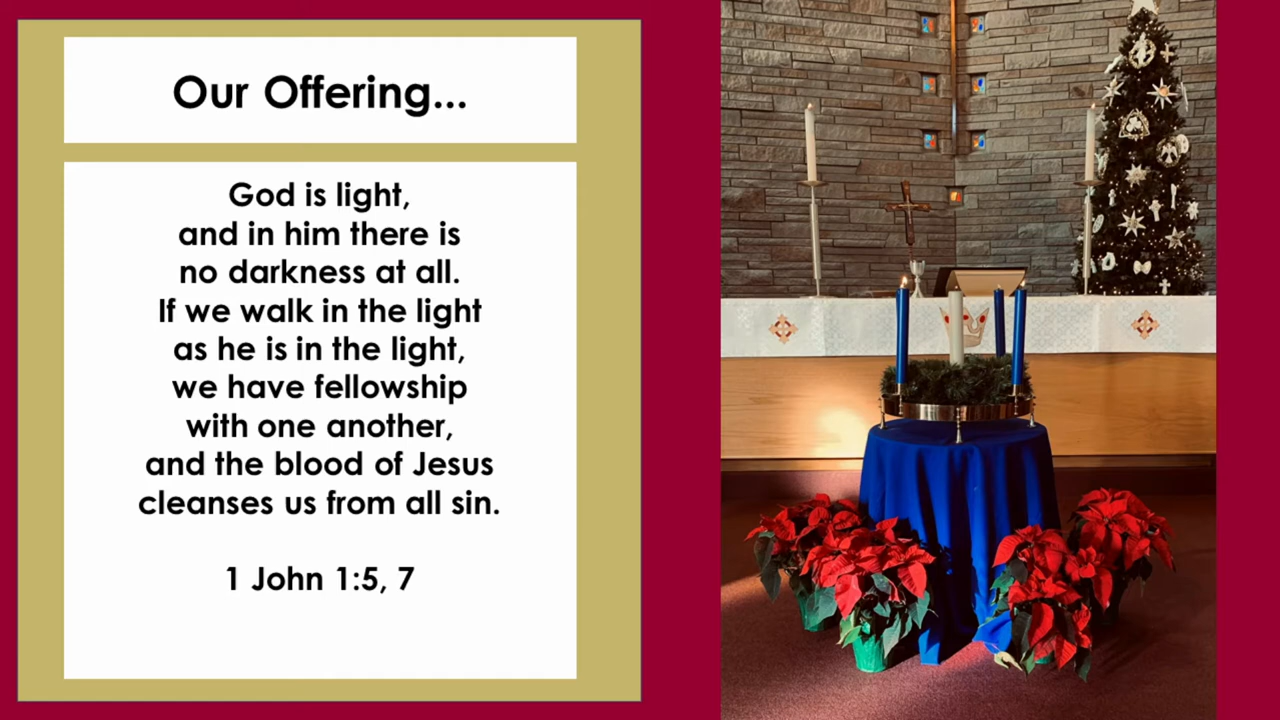 Our Offering...
God is light,
and in him there is
no darkness at all.
If we walk in the light
as he is in the light,
we have fellowship
with one another,
and the blood of Jesus
cleanses us from all sin.
1 John 1:5, 7